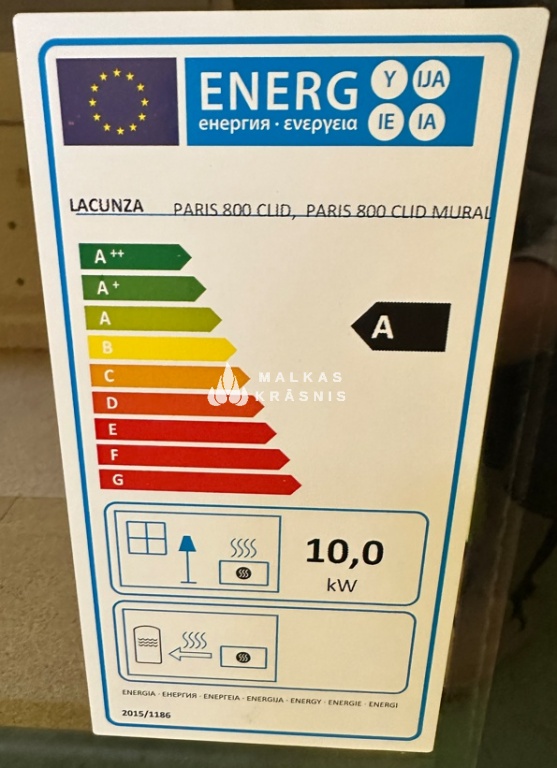 ENERG
енергия · ενεργεια
Y IJA
IE IA
LACUNZA PARIS 800 CLID, PARIS 800 CLID MURAL
A++
A+
A
A
B
C
D
E
F
G
MALKAS
KRĀSNIS
10,0
kW
ENERGIA · ЕНЕРГИЯ · ΕΝΕΡΓΕΙΑ · ENERGIJA · ENERGY · ENERGIE · ENERGI
2015/1186